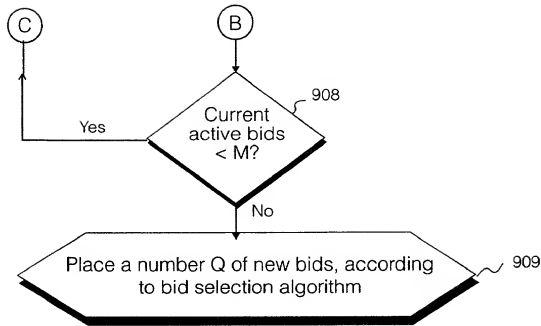 C
B
908
Current
active bids
< M?
Yes
No
Place a number Q of new bids, according
to bid selection algorithm
909